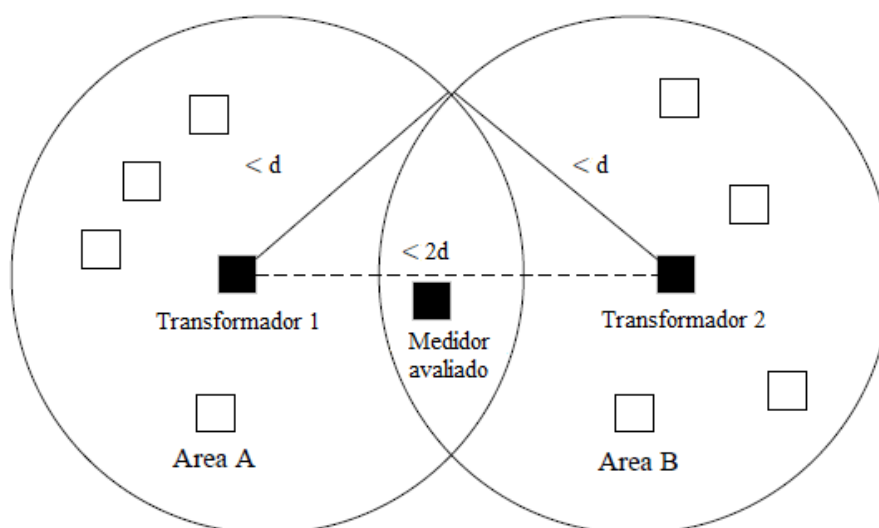 < d
< d
< 2d
Transformador 1
Transformador 2
Medidor
avaliado
Area A
Area B